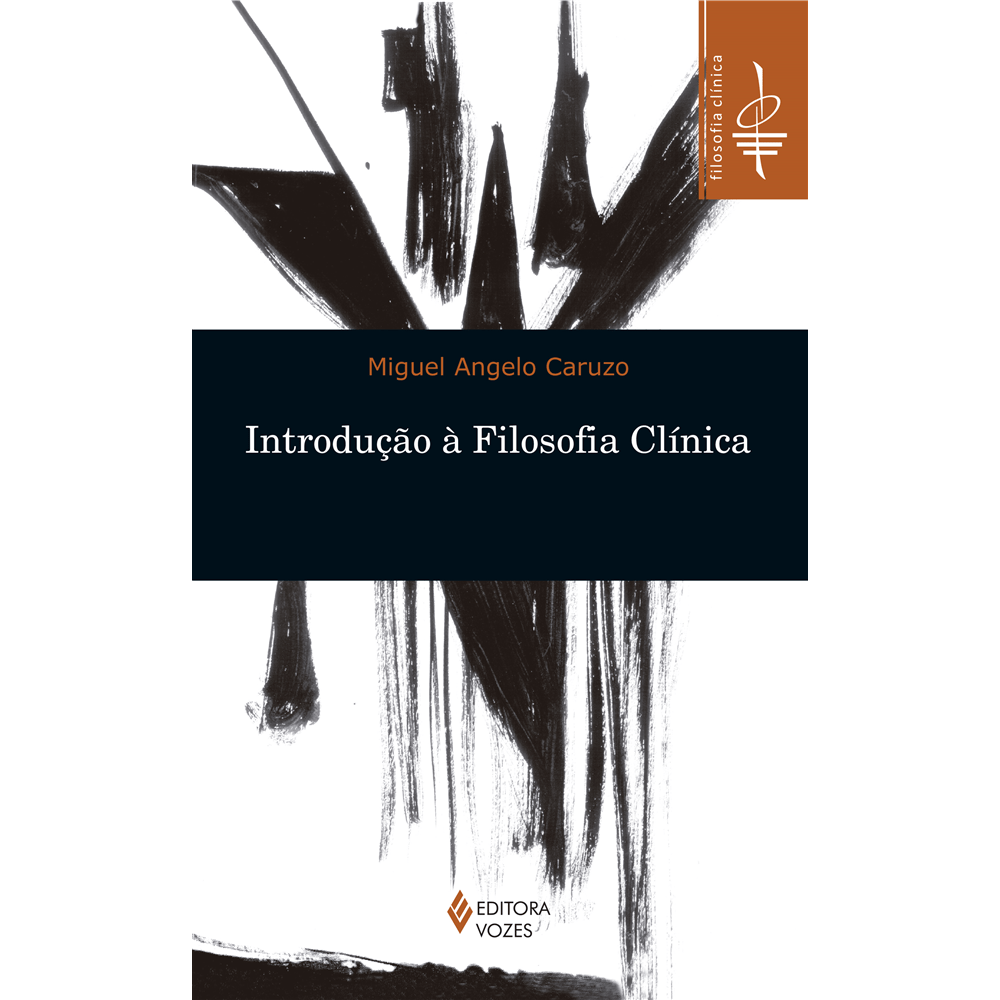 filosofia clínica
Miguel Angelo Caruzo
Introdução à Filosofia Clínica
EDITORA
VOZES